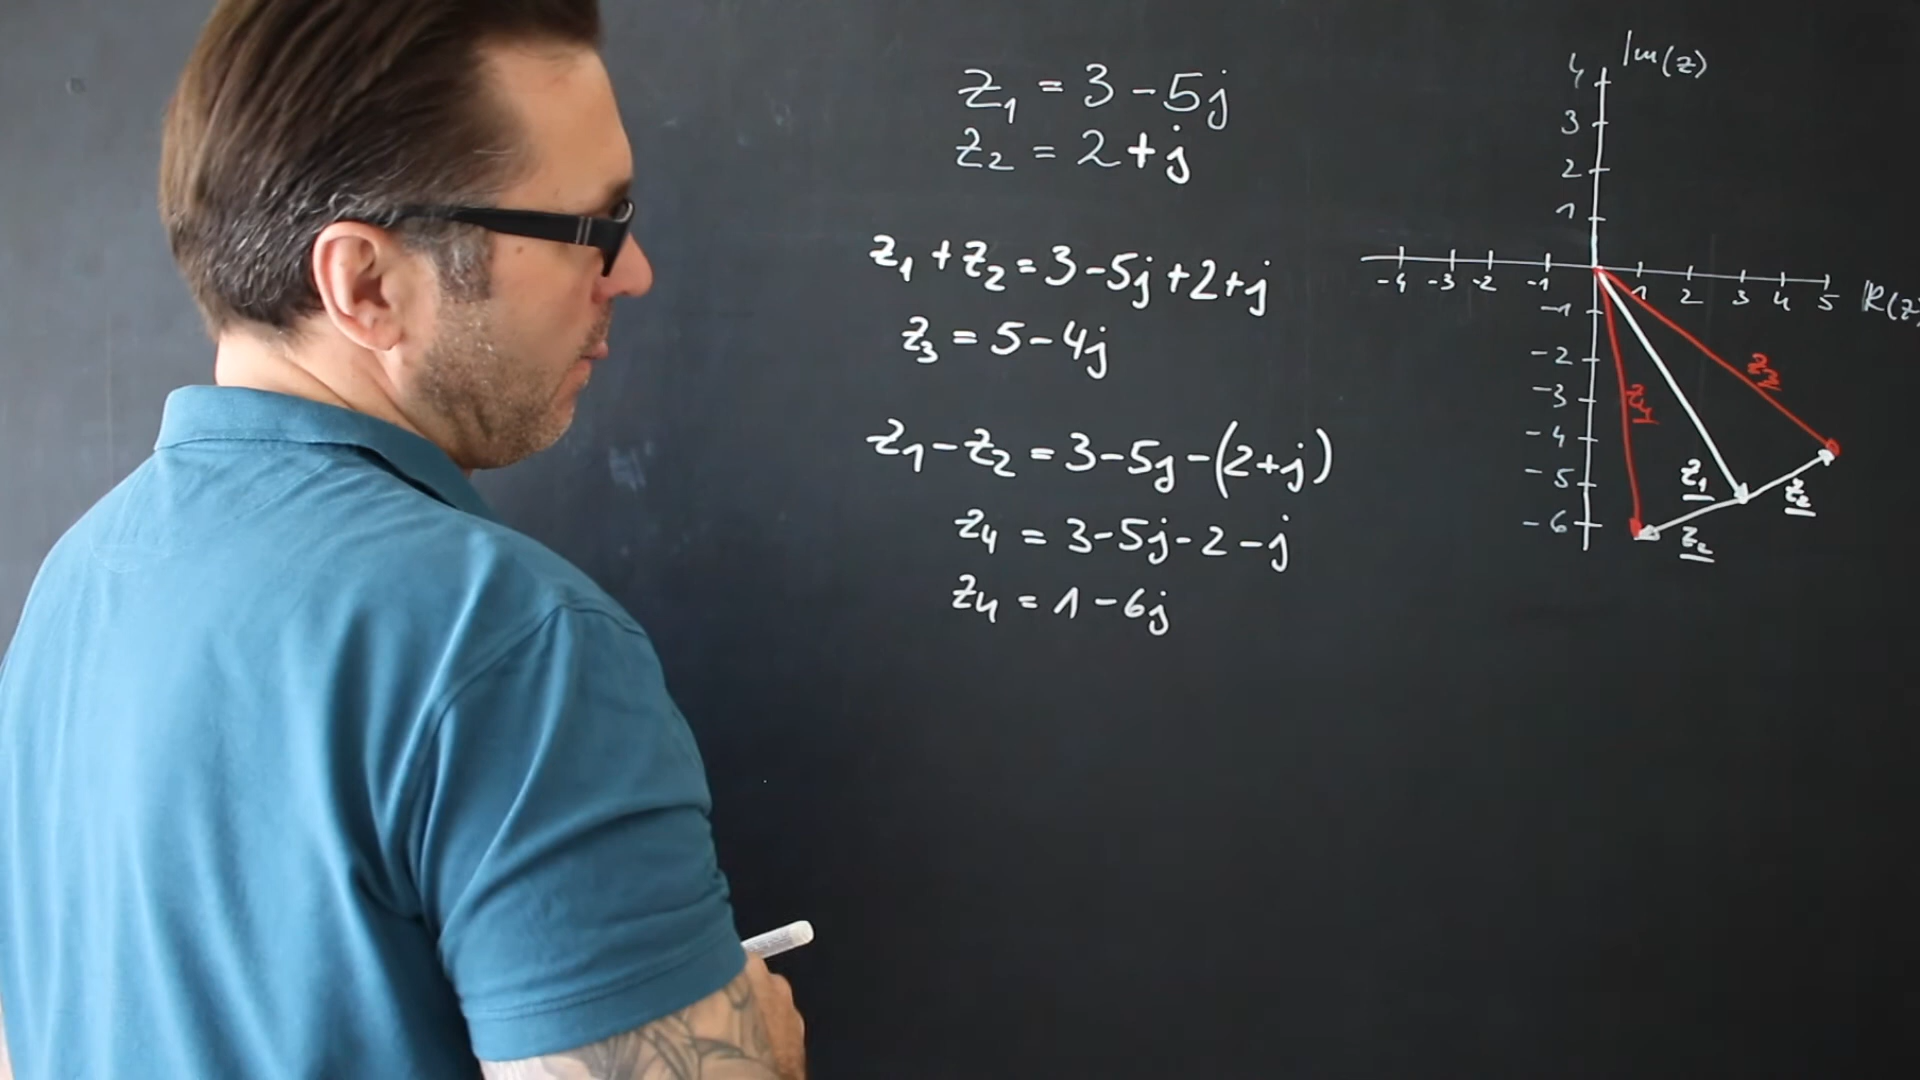 z₁ = 3 - 5j
z₂ = 2 + j
z₁ + z₂ = 3 - 5j + 2 + j
z₃ = 5 - 4j
z₁ - z₂ = 3 - 5j - (2 + j)
z₄ = 3 - 5j - 2 - j
z₄ = 1 - 6j
Im(z)
4
3
2
1
-4 -3 -2 -1 1 2 3 4 5 R(z)
-1
-2
-3
-4
-5
-6
z₃
z₄
z₁
z₂
z₂